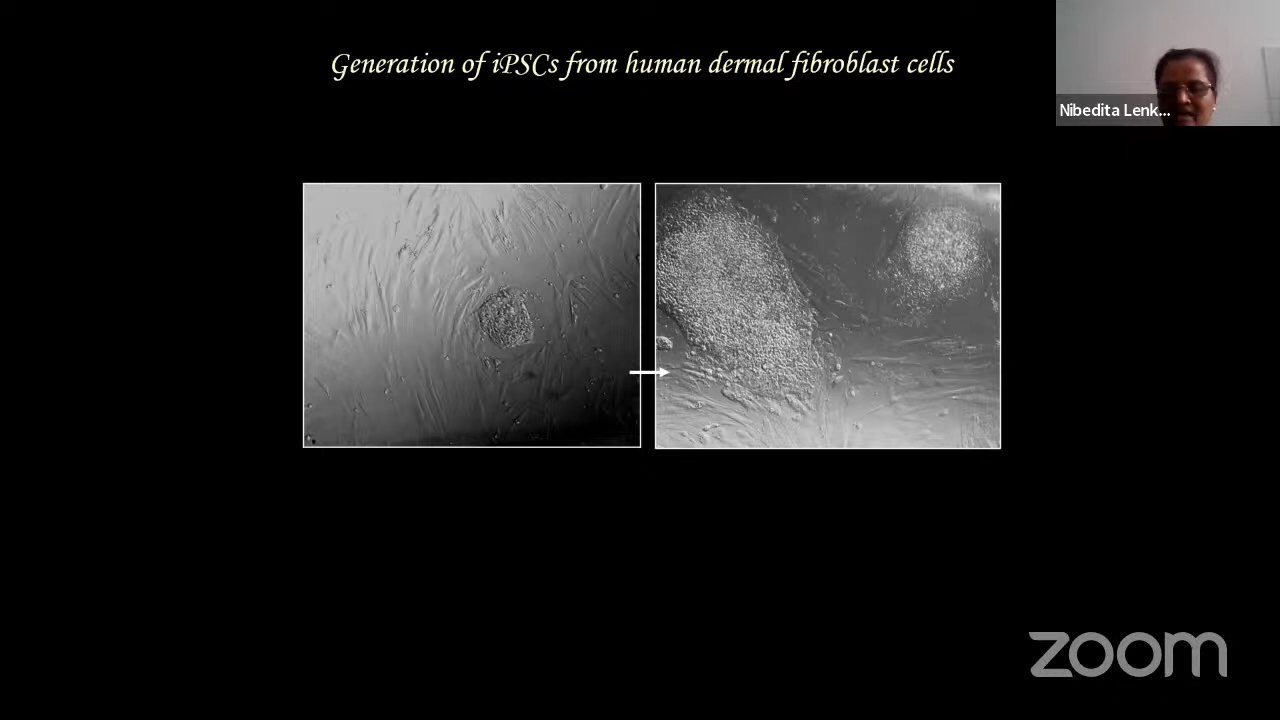 Generation of iPSCs from human dermal fibroblast cells
Nibedita Lenk...
zoom